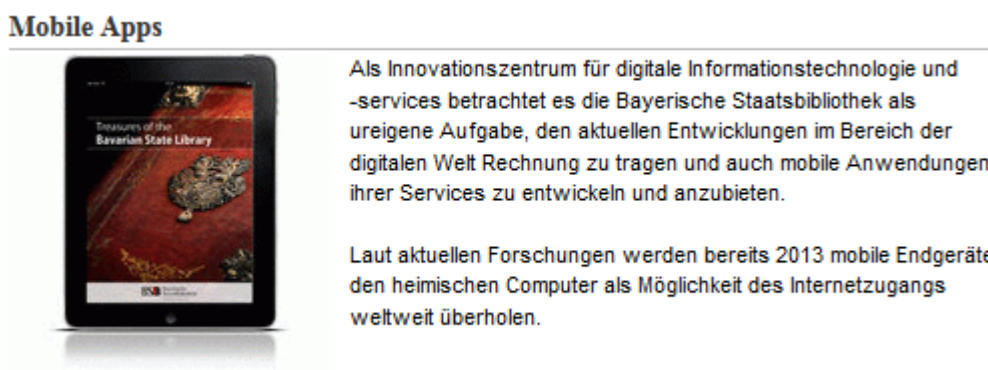 Mobile Apps
Treasures of the
Bavarian State Library
BSB
Als Innovationszentrum für digitale Informationstechnologie und
-services betrachtet es die Bayerische Staatsbibliothek als
ureigene Aufgabe, den aktuellen Entwicklungen im Bereich der
digitalen Welt Rechnung zu tragen und auch mobile Anwendungen
ihrer Services zu entwickeln und anzubieten.
Laut aktuellen Forschungen werden bereits 2013 mobile Endgeräte
den heimischen Computer als Möglichkeit des Internetzugangs
weltweit überholen.